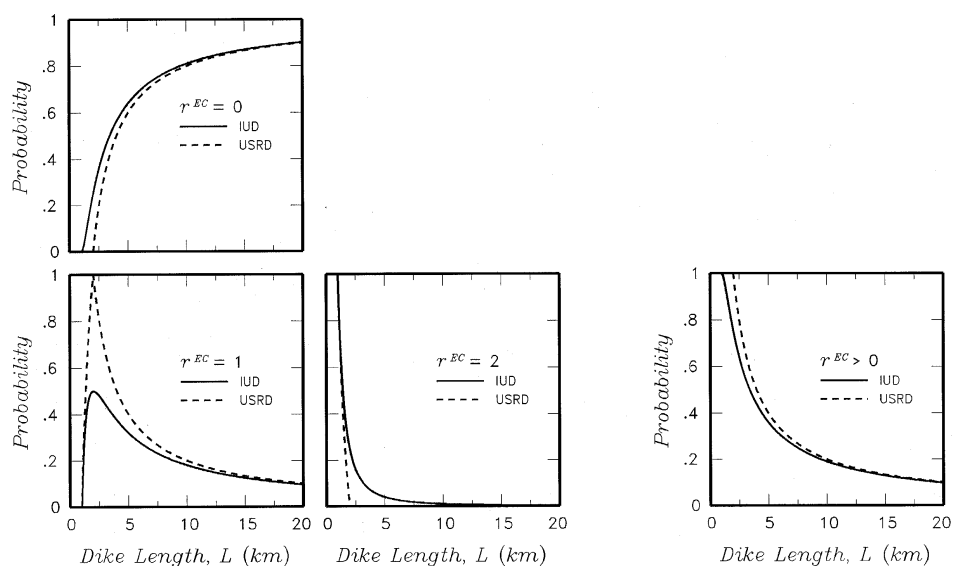 1
.8
.6
.4
.2
0
Probability
r^EC = 0
IUD
USRD
1
.8
.6
.4
.2
0
Probability
r^EC = 1
IUD
USRD
0 5 10 15 20
Dike Length, L (km)
r^EC = 2
IUD
USRD
0 5 10 15 20
Dike Length, L (km)
1
.8
.6
.4
.2
0
Probability
r^EC > 0
IUD
USRD
0 5 10 15 20
Dike Length, L (km)